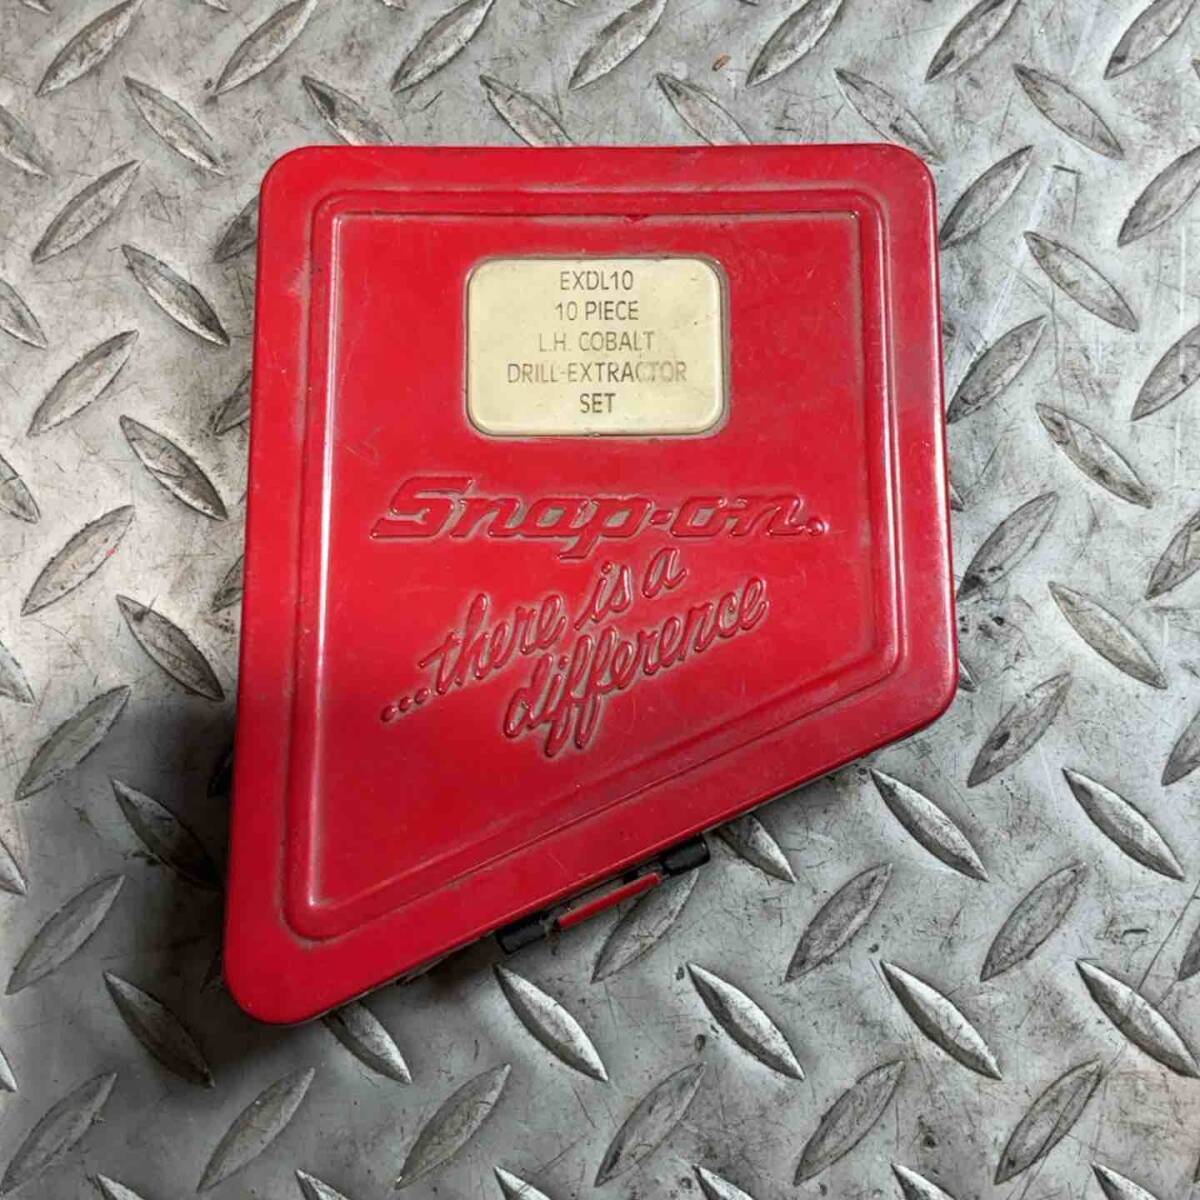 EXDL10
10 PIECE
L.H. COBALT
DRILL-EXTRACTOR
SET
Snap-on.
...there is a
difference